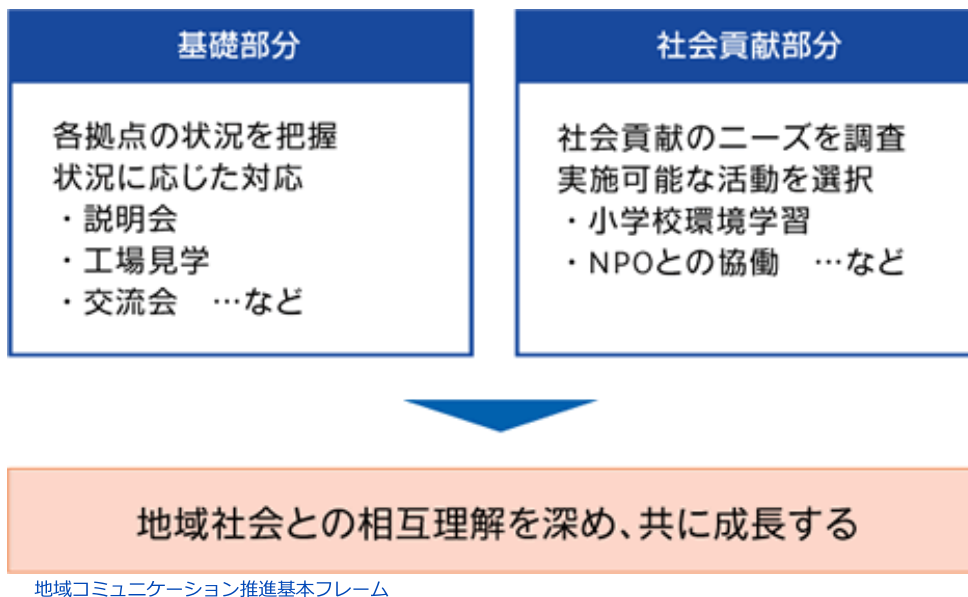 基礎部分
各拠点の状況を把握
状況に応じた対応
・説明会
・工場見学
・交流会　…など
社会貢献部分
社会貢献のニーズを調査
実施可能な活動を選択
・小学校環境学習
・NPOとの協働　…など
地域社会との相互理解を深め、共に成長する
地域コミュニケーション推進基本フレーム